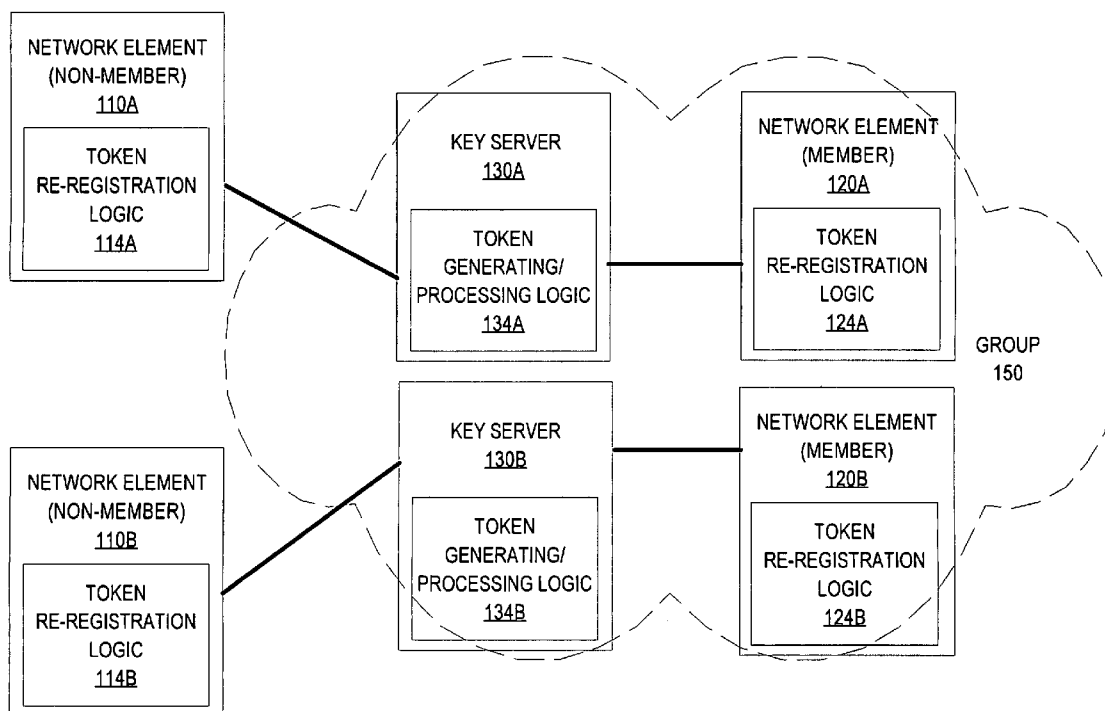 NETWORK ELEMENT
(NON-MEMBER)
110A
TOKEN
RE-REGISTRATION
LOGIC
114A
KEY SERVER
130A
TOKEN
GENERATING/
PROCESSING LOGIC
134A
NETWORK ELEMENT
(MEMBER)
120A
TOKEN
RE-REGISTRATION
LOGIC
124A
GROUP
150
NETWORK ELEMENT
(NON-MEMBER)
110B
TOKEN
RE-REGISTRATION
LOGIC
114B
KEY SERVER
130B
TOKEN
GENERATING/
PROCESSING LOGIC
134B
NETWORK ELEMENT
(MEMBER)
120B
TOKEN
RE-REGISTRATION
LOGIC
124B